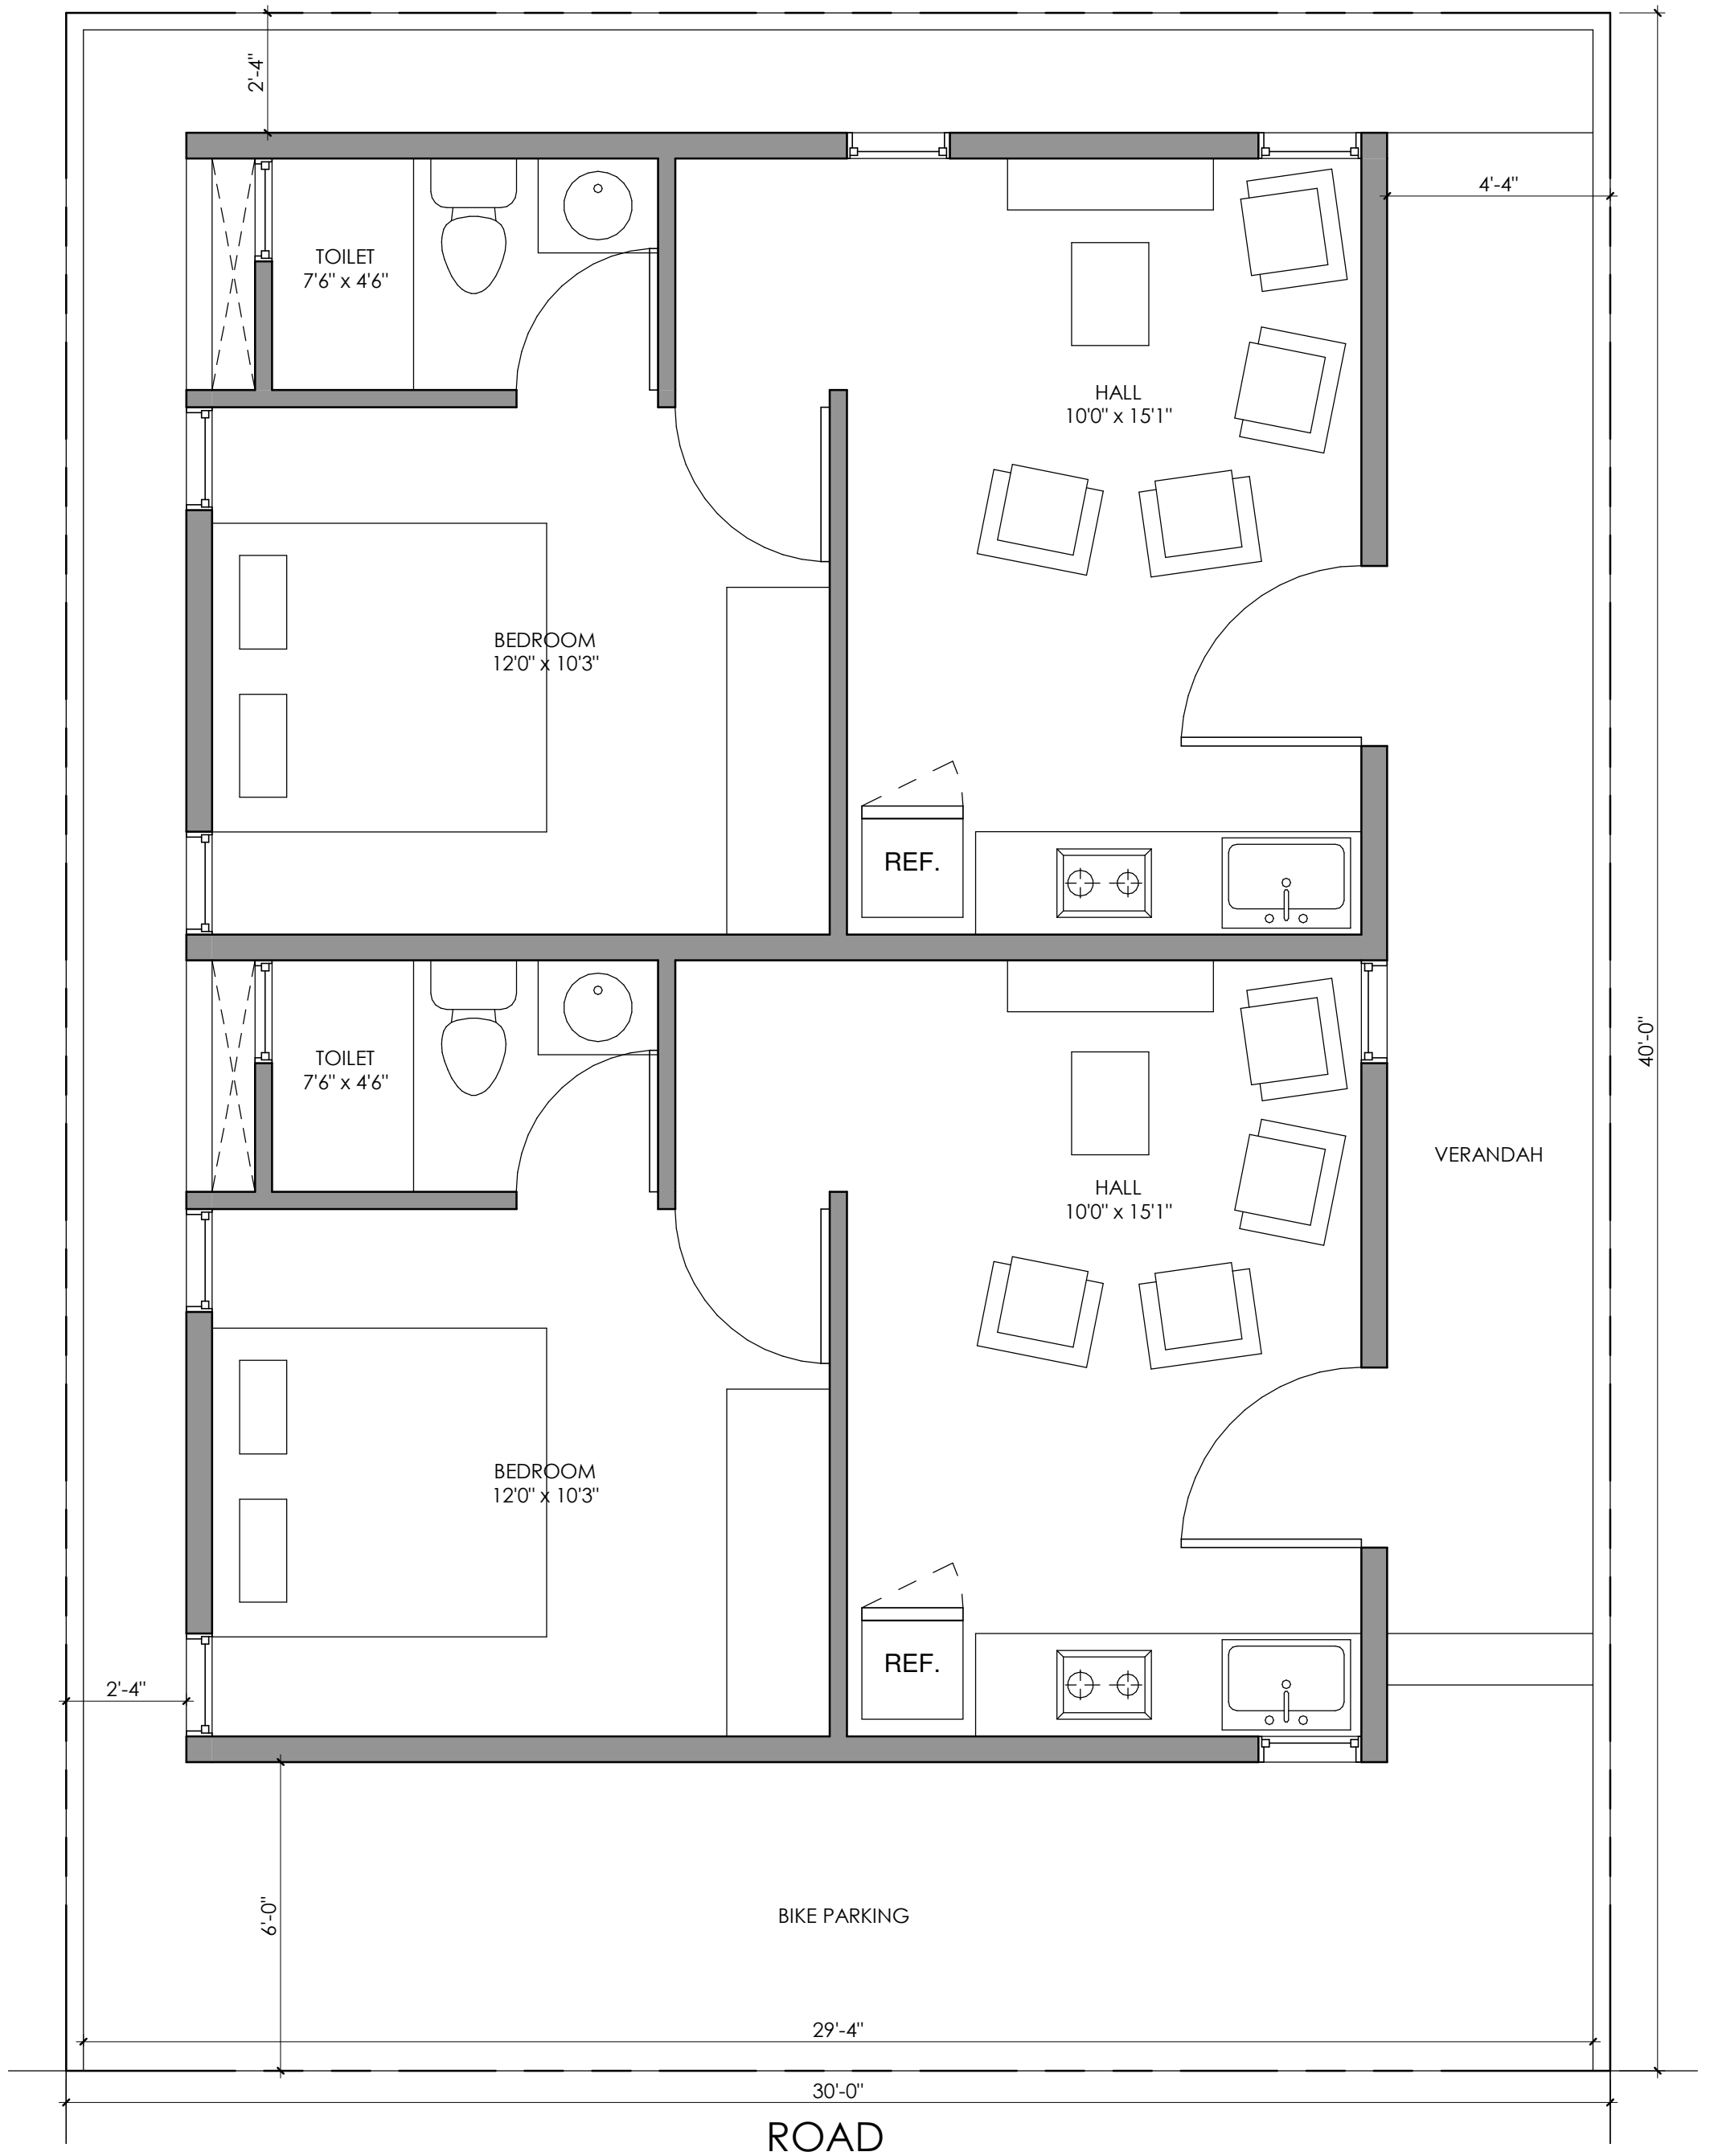 2'-4"
4'-4"
TOILET
7'6" x 4'6"
HALL
10'0" x 15'1"
BEDROOM
12'0" x 10'3"
REF.
40'-0"
TOILET
7'6" x 4'6"
VERANDAH
HALL
10'0" x 15'1"
BEDROOM
12'0" x 10'3"
REF.
2'-4"
6'-0"
BIKE PARKING
29'-4"
30'-0"
ROAD